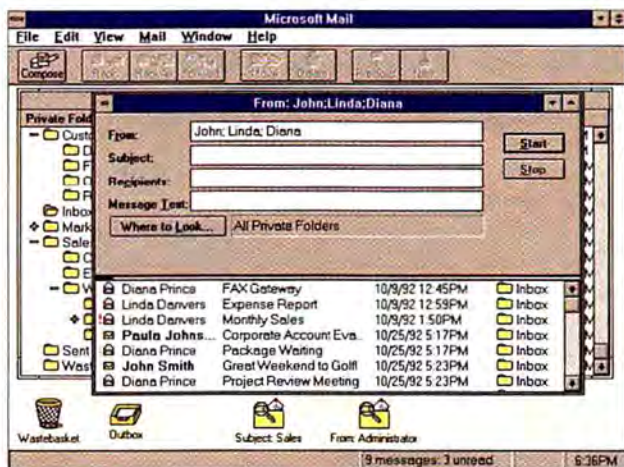 Microsoft Mail
File Edit View Mail Window Help
Compose
From: John;Linda;Diana
Private Fold
From: John; Linda; Diana
Start
Subject:
Stop
Recipients:
Message Text:
Where to Look... All Private Folders
Custo
D
F
Inbox
Mark
Sales
C
E
W
Sent
Wast
Diana Prince FAX Gateway 10/9/92 12:45PM Inbox
Linda Danvers Expense Report 10/9/92 12:59PM Inbox
! Linda Danvers Monthly Sales 10/9/92 1:50PM Inbox
Paula Johns... Corporate Account Eva.. 10/25/92 5:17PM Inbox
Diana Prince Package Waiting 10/25/92 5:17PM Inbox
John Smith Great Weekend to Golf! 10/25/92 5:23PM Inbox
Diana Prince Project Review Meeting 10/25/92 5:23PM Inbox
Wastebasket Outbox Subject: Sales From: Administrator
9 messages: 3 unread 6:36PM